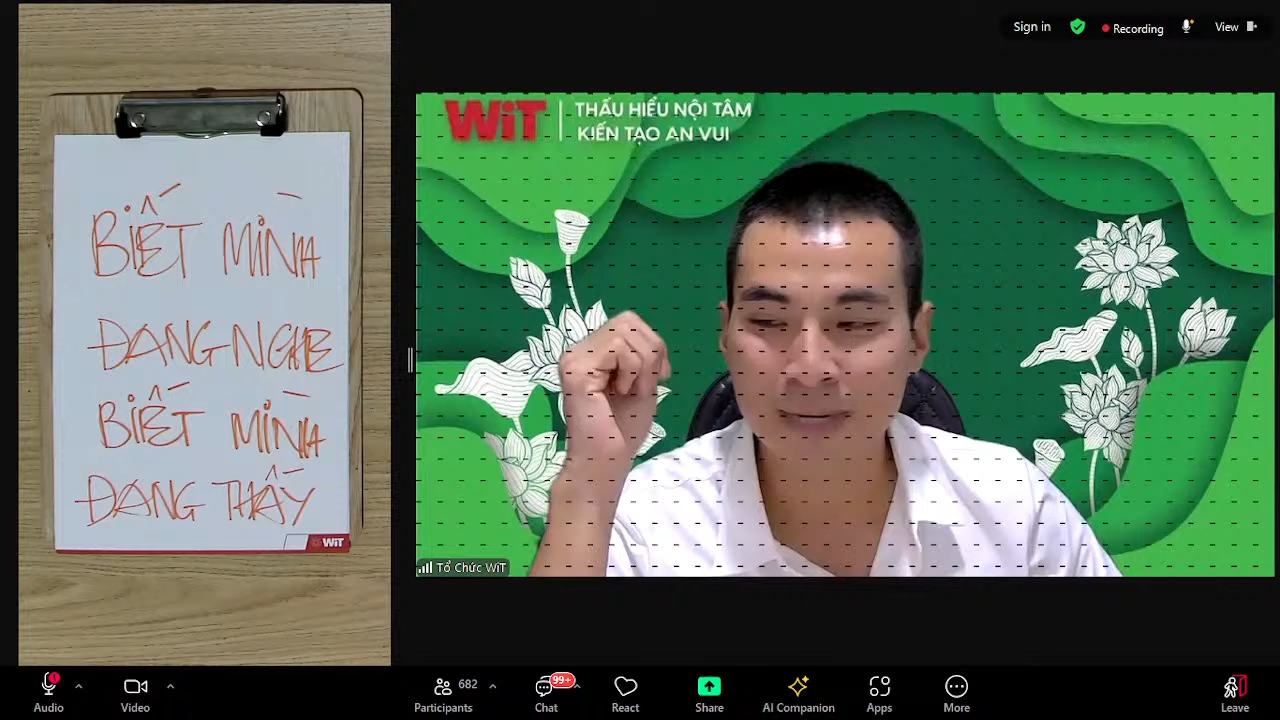 Sign in
Recording
View
WiT
THẤU HIỂU NỘI TÂM
KIẾN TẠO AN VUI
BIẾT MÌNH
ĐANG NGHE
BIẾT MÌNH
ĐANG THẤY
WiT
Tổ Chức WiT
Audio
Video
682
Participants
99+
Chat
React
Share
AI Companion
Apps
More
Leave